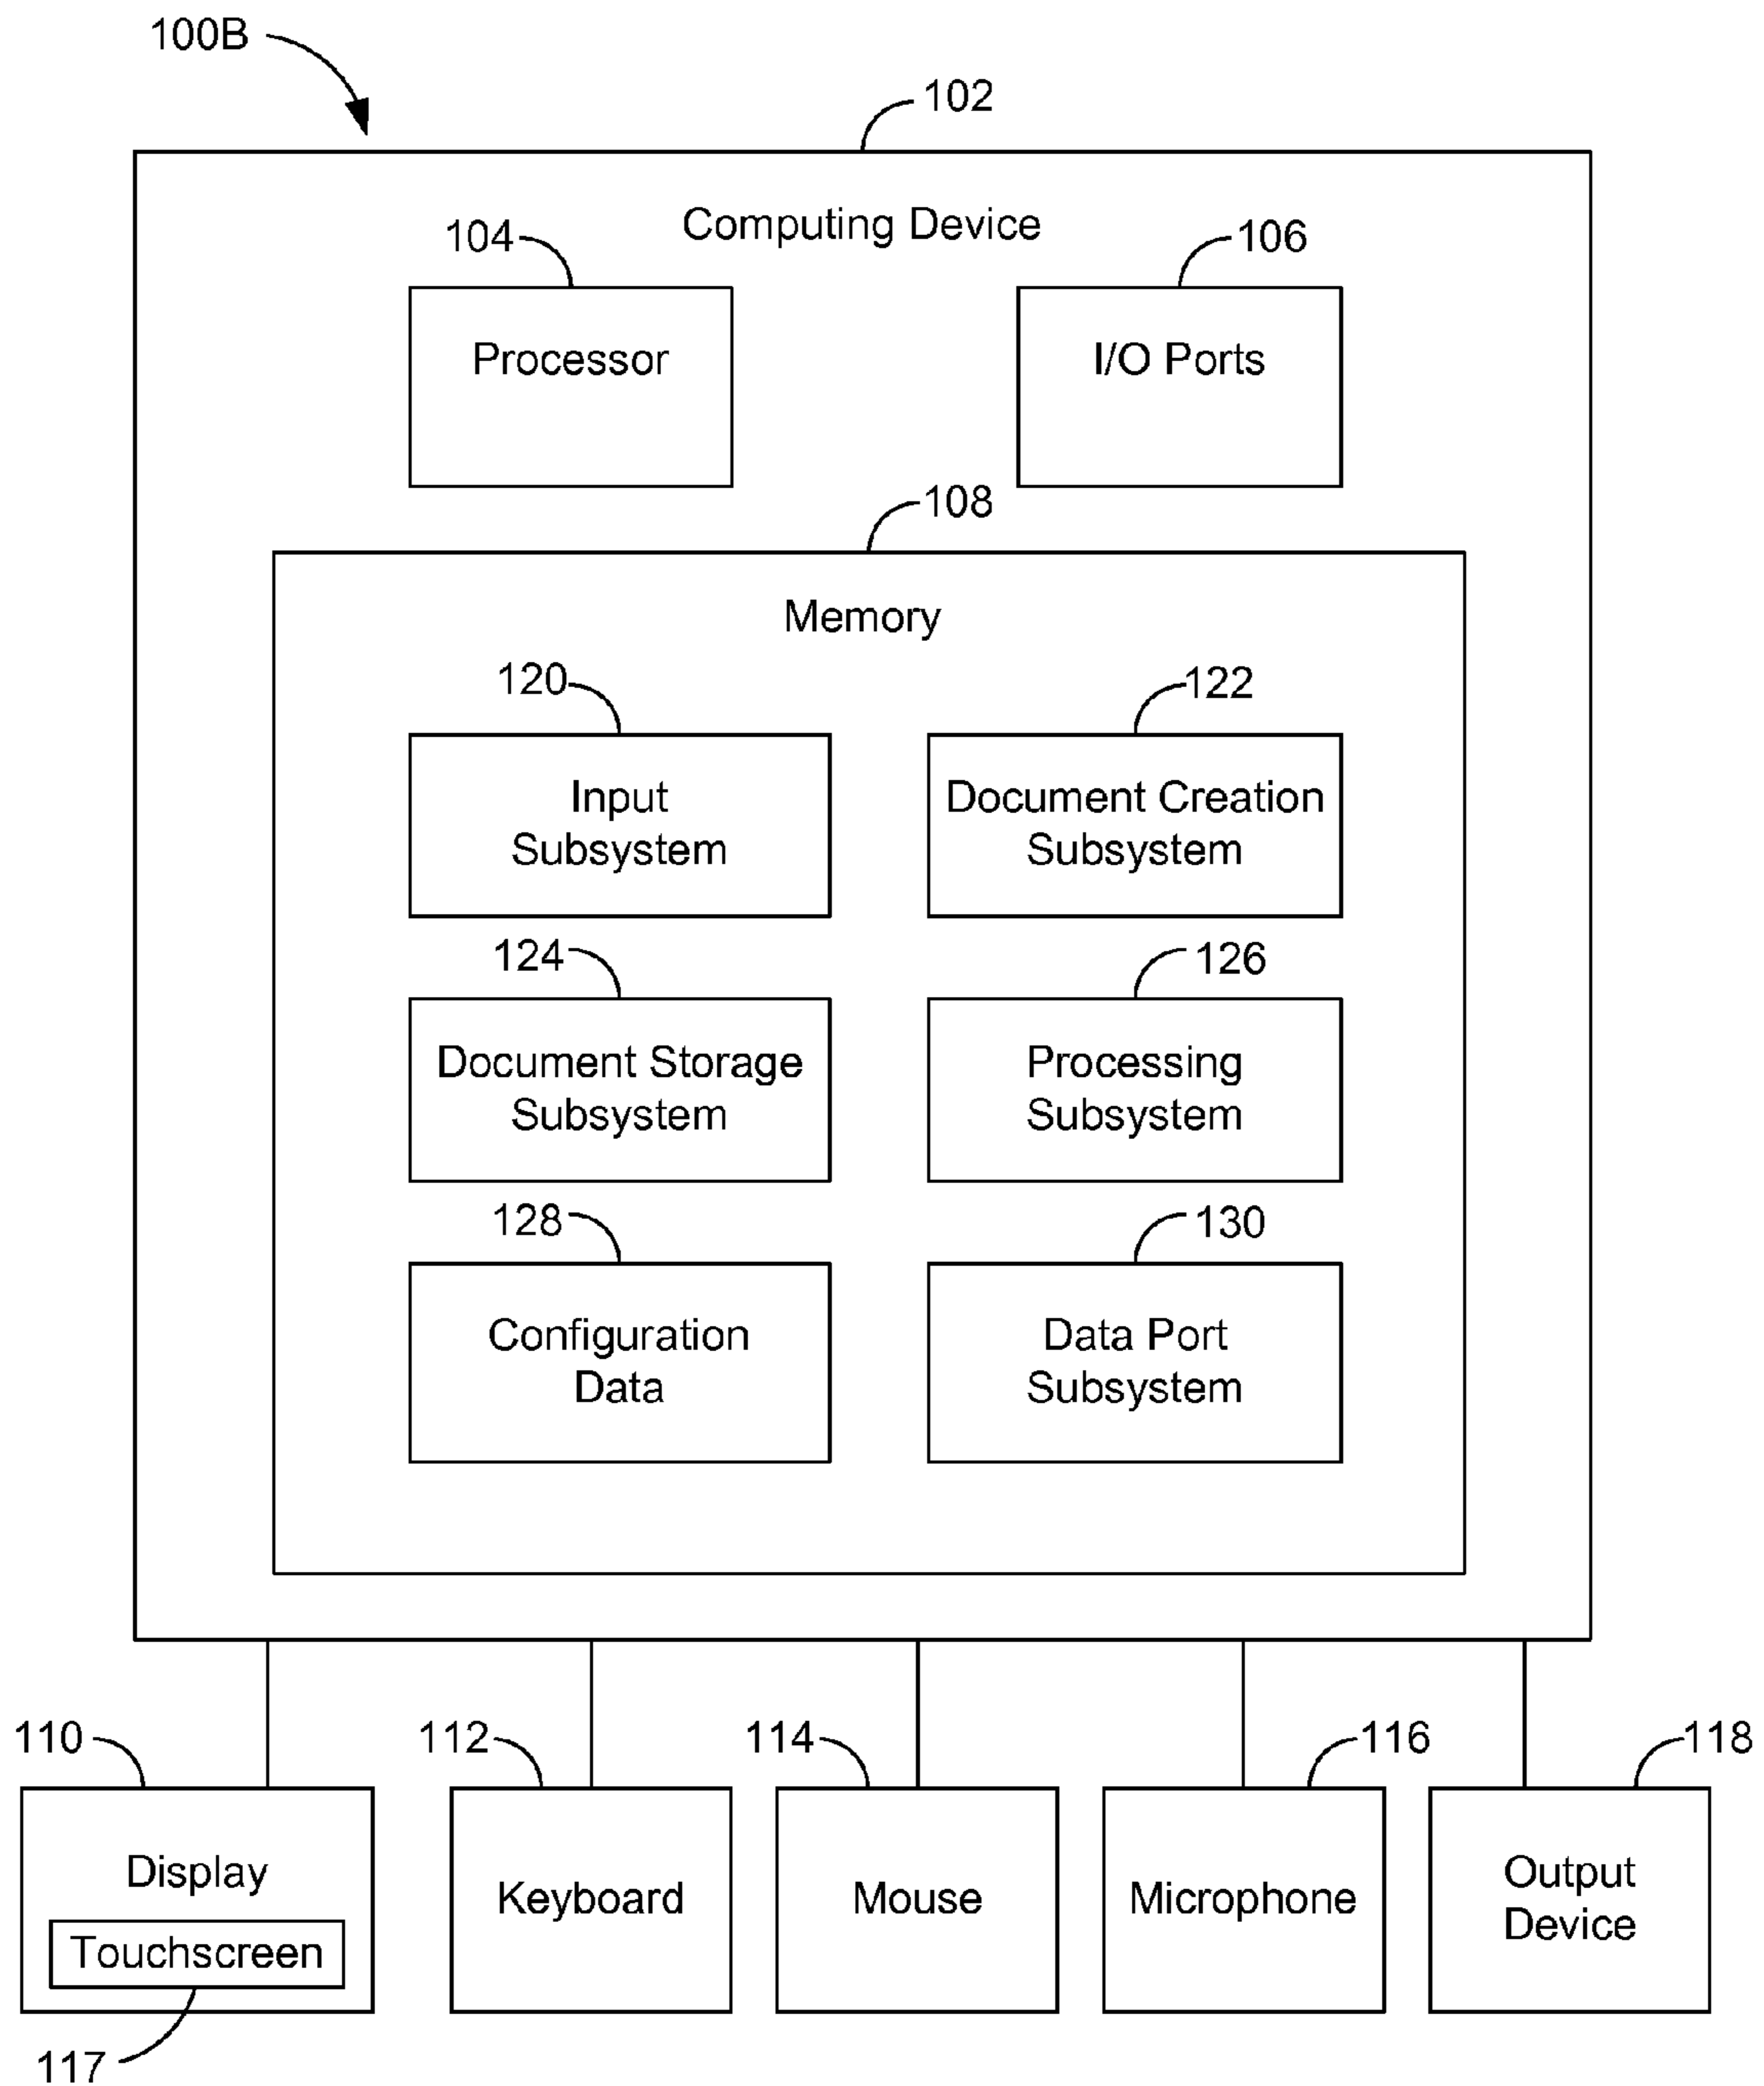 100B
102
Computing Device
104
106
Processor
I/O Ports
108
Memory
120
122
Input
Subsystem
Document Creation
Subsystem
124
126
Document Storage
Subsystem
Processing
Subsystem
128
130
Configuration
Data
Data Port
Subsystem
110
112
114
116
118
Display
Touchscreen
Keyboard
Mouse
Microphone
Output
Device
117